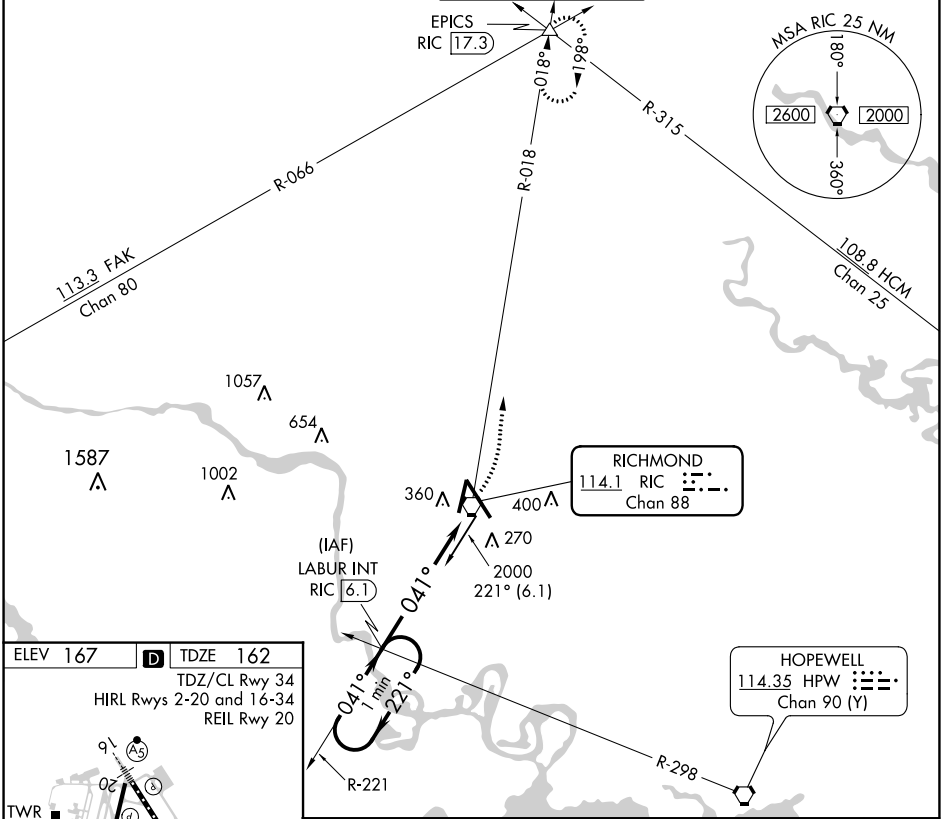 EPICS
RIC 17.3
018°
198°
MSA RIC 25 NM
180°
2600
2000
360°
R-315
R-066
R-018
113.3 FAK
Chan 80
108.8 HCM
Chan 25
1057
654
1587
1002
360
400
RICHMOND
114.1 RIC
Chan 88
270
(IAF)
LABUR INT
RIC 6.1
2000
221° (6.1)
041°
041°
1 min
221°
R-221
R-298
HOPEWELL
114.35 HPW
Chan 90 (Y)
ELEV 167
D
TDZE 162
TDZ/CL Rwy 34
HIRL Rwys 2-20 and 16-34
REIL Rwy 20
16
A5
20
P
TWR